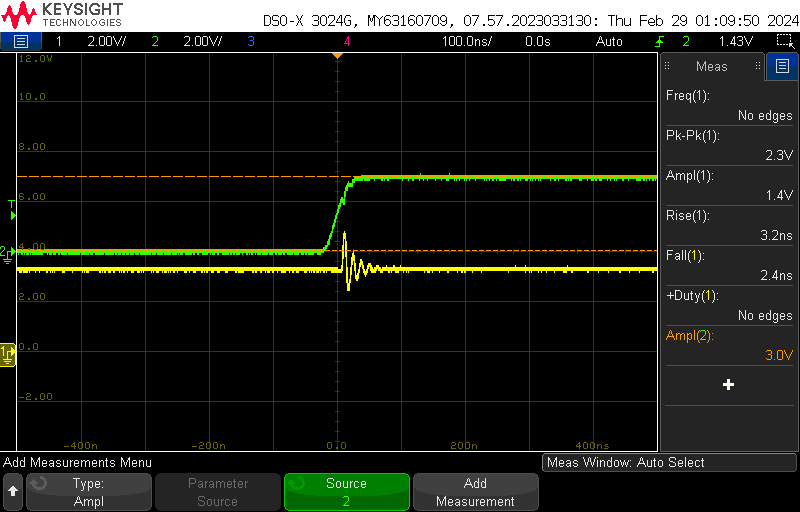 KEYSIGHT
TECHNOLOGIES
DSO-X 3024G, MY63160709, 07.57.2023033130: Thu Feb 29 01:09:50 2024
1 2.00V/ 2 2.00V/ 3 4 100.0ns/ 0.0s Auto 2 1.43V
12.0V
10.0
8.00
6.00
4.00
2.00
0.0
-2.00
T
2
1
-400n -200n 0.0 200n 400ns
Meas
Freq(1):
No edges
Pk-Pk(1):
2.3V
Ampl(1):
1.4V
Rise(1):
3.2ns
Fall(1):
2.4ns
+Duty(1):
No edges
Ampl(2):
3.0V
+
Add Measurements Menu
Meas Window: Auto Select
Type:
Ampl
Parameter
Source
Source
2
Add
Measurement